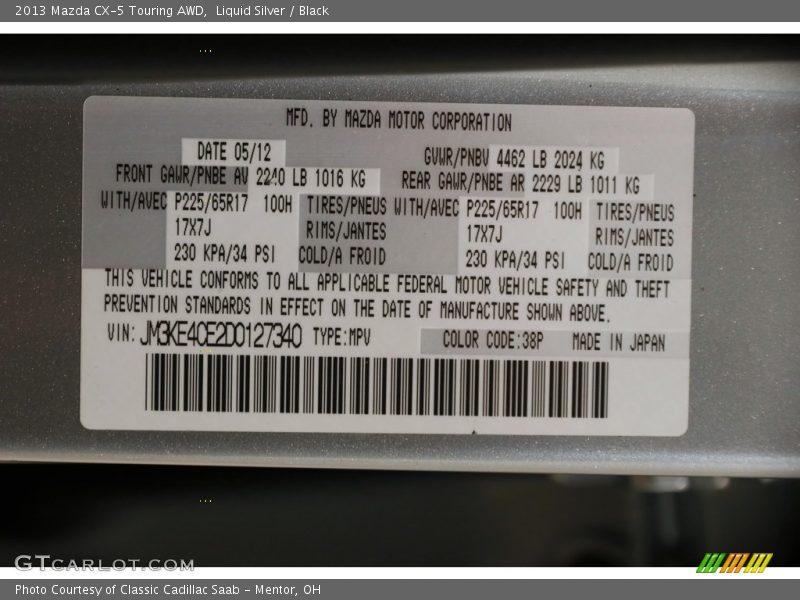 2013 Mazda CX-5 Touring AWD,  Liquid Silver / Black
MFD. BY MAZDA MOTOR CORPORATION
DATE 05/12 GVWR/PNBV 4462 LB 2024 KG
FRONT GAWR/PNBE AV 2240 LB 1016 KG REAR GAWR/PNBE AR 2229 LB 1011 KG
WITH/AVEC P225/65R17 100H TIRES/PNEUS WITH/AVEC P225/65R17 100H TIRES/PNEUS
17X7J RIMS/JANTES 17X7J RIMS/JANTES
230 KPA/34 PSI COLD/A FROID 230 KPA/34 PSI COLD/A FROID
THIS VEHICLE CONFORMS TO ALL APPLICABLE FEDERAL MOTOR VEHICLE SAFETY AND THEFT
PREVENTION STANDARDS IN EFFECT ON THE DATE OF MANUFACTURE SHOWN ABOVE.
VIN: JM3KE4CE2D0127340 TYPE:MPV COLOR CODE:38P MADE IN JAPAN
GTCARLOT.COM
Photo Courtesy of Classic Cadillac Saab - Mentor, OH